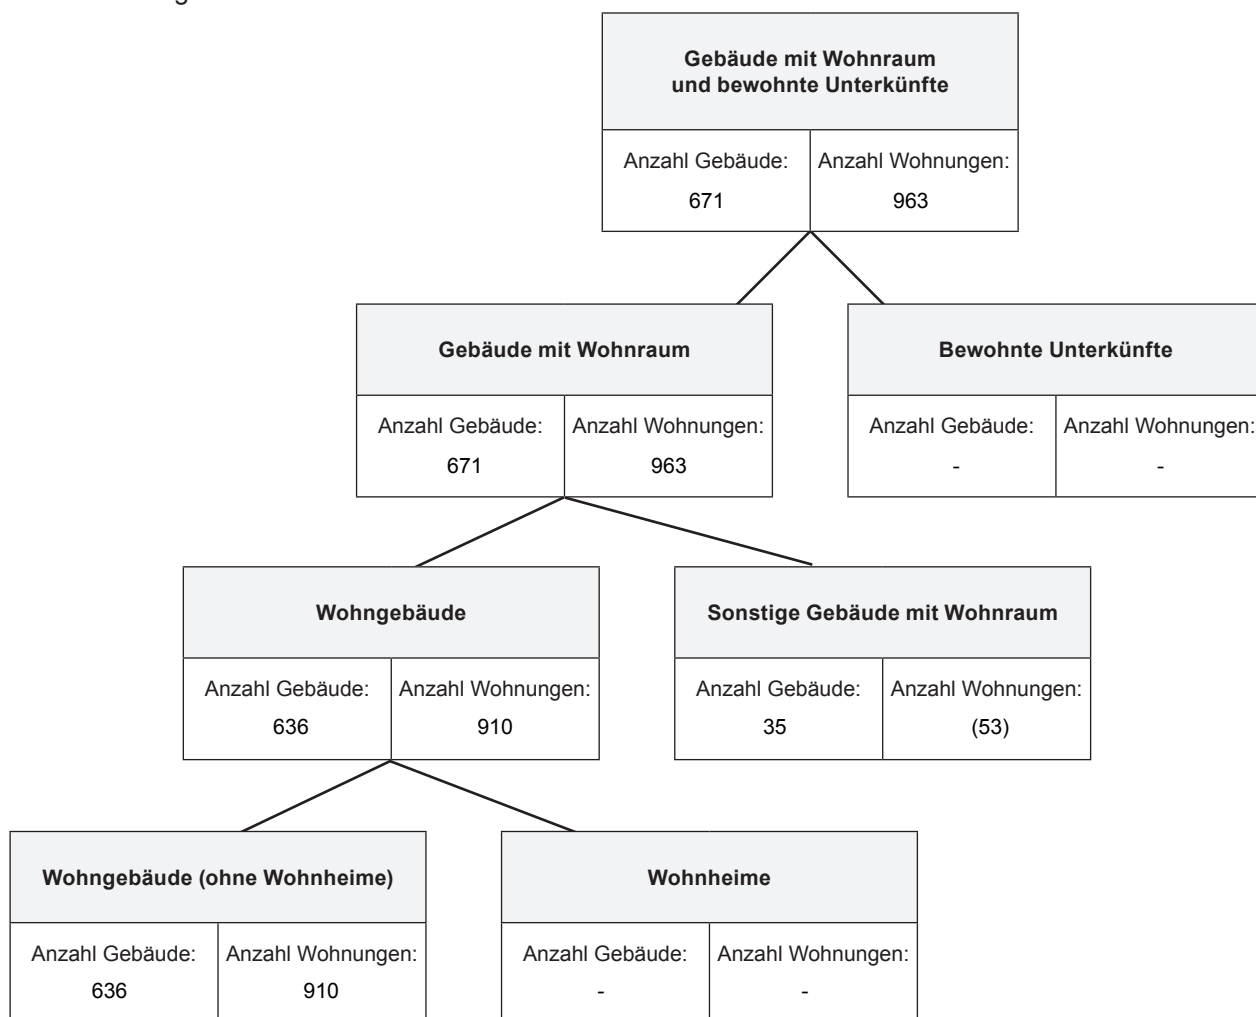 Gebäude mit Wohnraum
und bewohnte Unterkünfte
Anzahl Gebäude: Anzahl Wohnungen:
671 963
Gebäude mit Wohnraum
Anzahl Gebäude: Anzahl Wohnungen:
671 963
Bewohnte Unterkünfte
Anzahl Gebäude: Anzahl Wohnungen:
- -
Wohngebäude
Anzahl Gebäude: Anzahl Wohnungen:
636 910
Sonstige Gebäude mit Wohnraum
Anzahl Gebäude: Anzahl Wohnungen:
35 (53)
Wohngebäude (ohne Wohnheime)
Anzahl Gebäude: Anzahl Wohnungen:
636 910
Wohnheime
Anzahl Gebäude: Anzahl Wohnungen:
- -